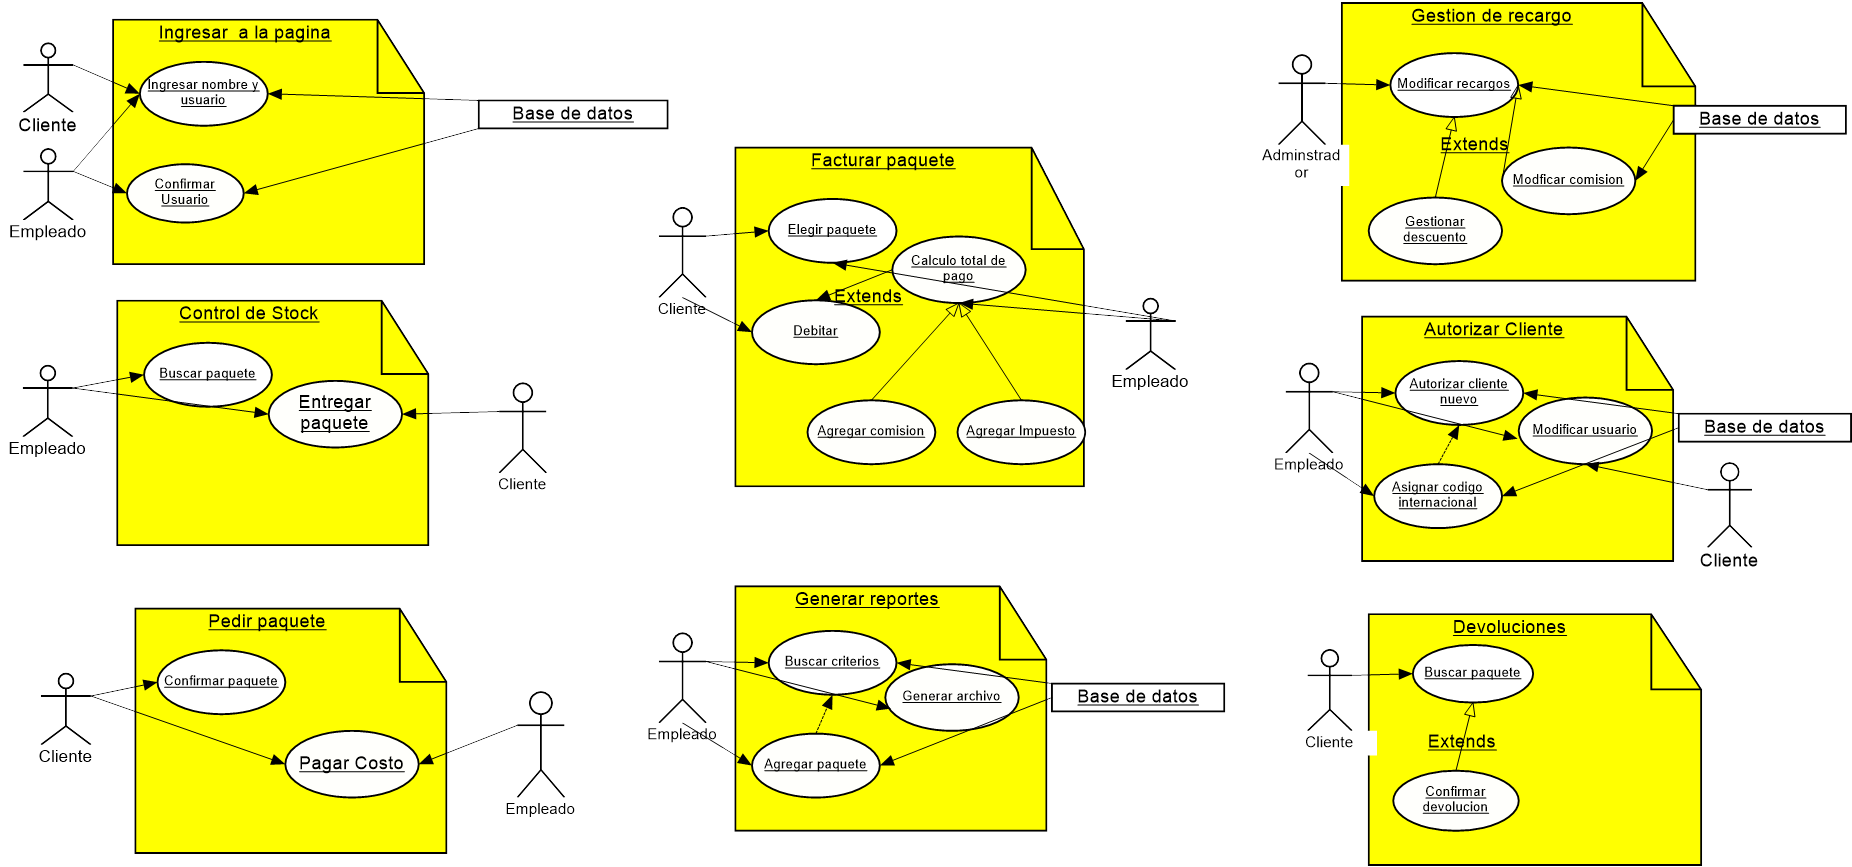 Ingresar a la pagina
Ingresar nombre y
usuario
Confirmar
Usuario
Cliente
Empleado
Base de datos
Control de Stock
Buscar paquete
Entregar
paquete
Empleado
Cliente
Pedir paquete
Confirmar paquete
Pagar Costo
Cliente
Empleado
Facturar paquete
Elegir paquete
Calculo total de
pago
Extends
Debitar
Agregar comision
Agregar Impuesto
Cliente
Empleado
Generar reportes
Buscar criterios
Generar archivo
Agregar paquete
Empleado
Base de datos
Gestion de recargo
Modificar recargos
Extends
Modficar comision
Gestionar
descuento
Adminstrad
or
Base de datos
Autorizar Cliente
Autorizar cliente
nuevo
Modificar usuario
Asignar codigo
internacional
Empleado
Base de datos
Cliente
Devoluciones
Buscar paquete
Extends
Confirmar
devolucion
Cliente